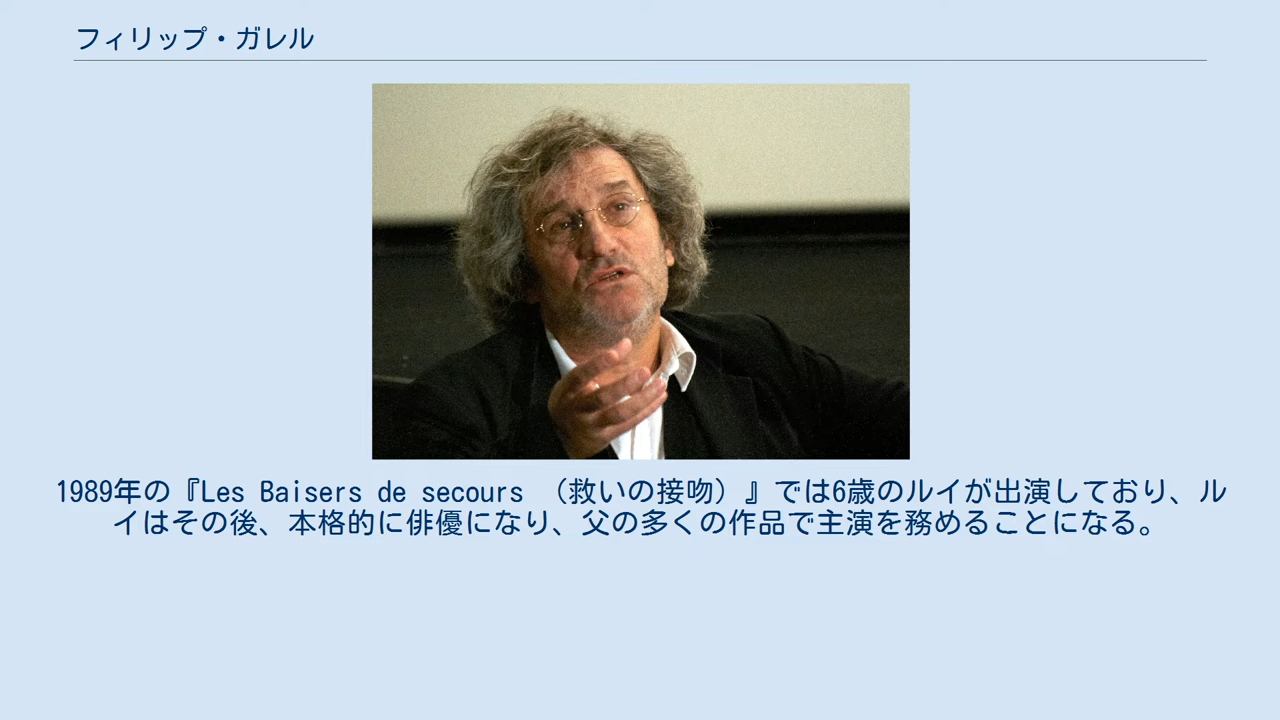 フィリップ・ガレル
1989年の『Les Baisers de secours （救いの接吻）』では6歳のルイが出演しており、ル
イはその後、本格的に俳優になり、父の多くの作品で主演を務めることになる。